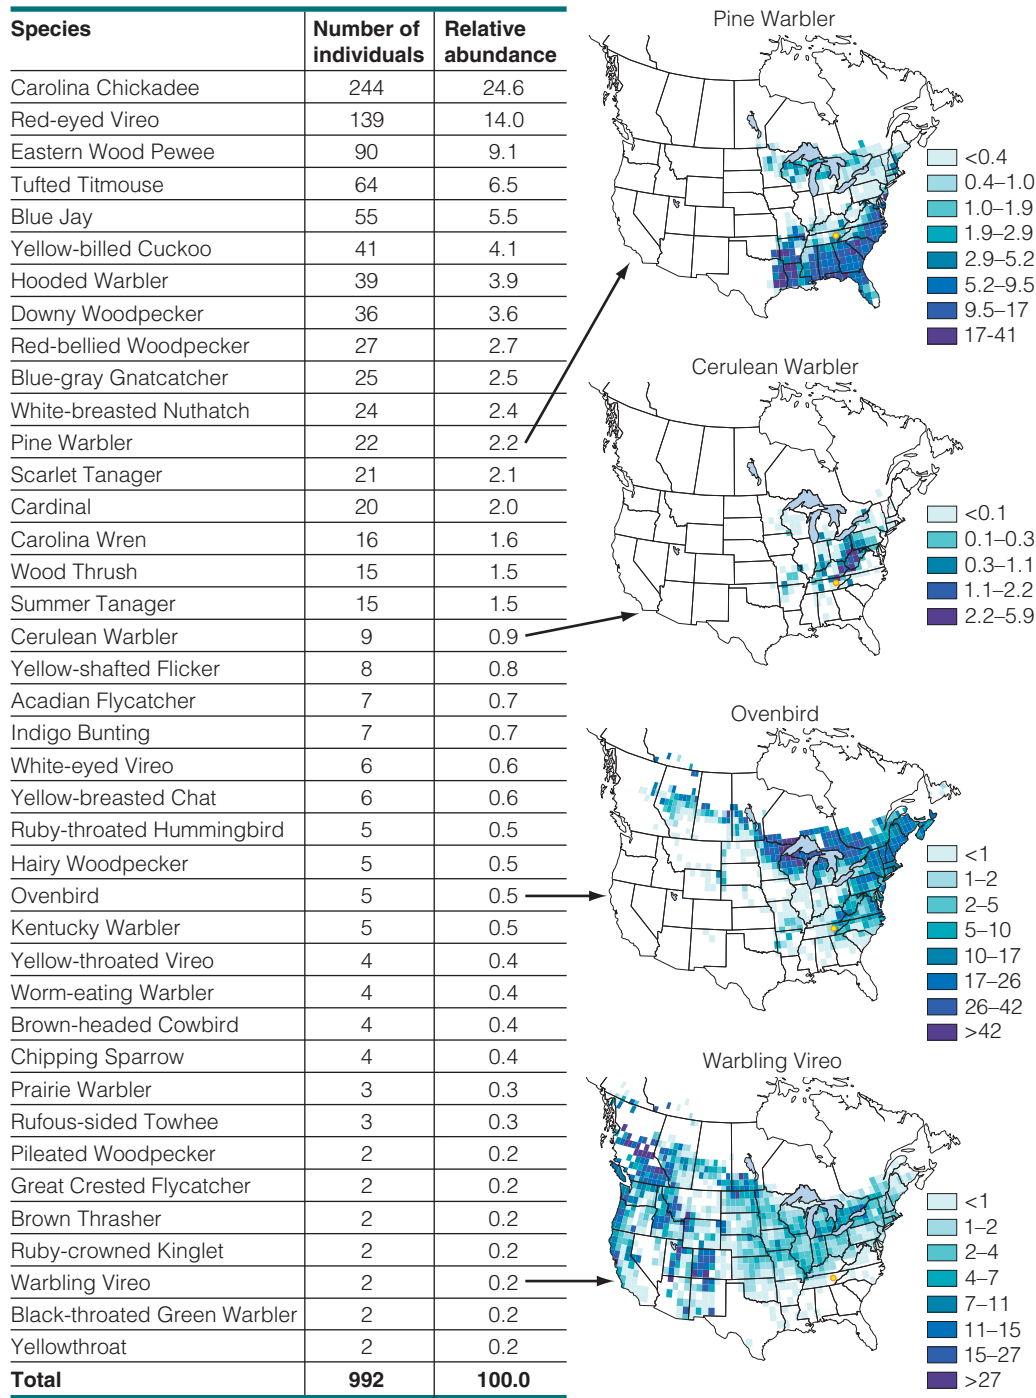 Species Number of individuals Relative abundance
Carolina Chickadee 244 24.6
Red-eyed Vireo 139 14.0
Eastern Wood Pewee 90 9.1
Tufted Titmouse 64 6.5
Blue Jay 55 5.5
Yellow-billed Cuckoo 41 4.1
Hooded Warbler 39 3.9
Downy Woodpecker 36 3.6
Red-bellied Woodpecker 27 2.7
Blue-gray Gnatcatcher 25 2.5
White-breasted Nuthatch 24 2.4
Pine Warbler 22 2.2
Scarlet Tanager 21 2.1
Cardinal 20 2.0
Carolina Wren 16 1.6
Wood Thrush 15 1.5
Summer Tanager 15 1.5
Cerulean Warbler 9 0.9
Yellow-shafted Flicker 8 0.8
Acadian Flycatcher 7 0.7
Indigo Bunting 7 0.7
White-eyed Vireo 6 0.6
Yellow-breasted Chat 6 0.6
Ruby-throated Hummingbird 5 0.5
Hairy Woodpecker 5 0.5
Ovenbird 5 0.5
Kentucky Warbler 5 0.5
Yellow-throated Vireo 4 0.4
Worm-eating Warbler 4 0.4
Brown-headed Cowbird 4 0.4
Chipping Sparrow 4 0.4
Prairie Warbler 3 0.3
Rufous-sided Towhee 3 0.3
Pileated Woodpecker 2 0.2
Great Crested Flycatcher 2 0.2
Brown Thrasher 2 0.2
Ruby-crowned Kinglet 2 0.2
Warbling Vireo 2 0.2
Black-throated Green Warbler 2 0.2
Yellowthroat 2 0.2
Total 992 100.0
Pine Warbler
<0.4
0.4–1.0
1.0–1.9
1.9–2.9
2.9–5.2
5.2–9.5
9.5–17
17-41
Cerulean Warbler
<0.1
0.1–0.3
0.3–1.1
1.1–2.2
2.2–5.9
Ovenbird
<1
1–2
2–5
5–10
10–17
17–26
26–42
>42
Warbling Vireo
<1
1–2
2–4
4–7
7–11
11–15
15–27
>27